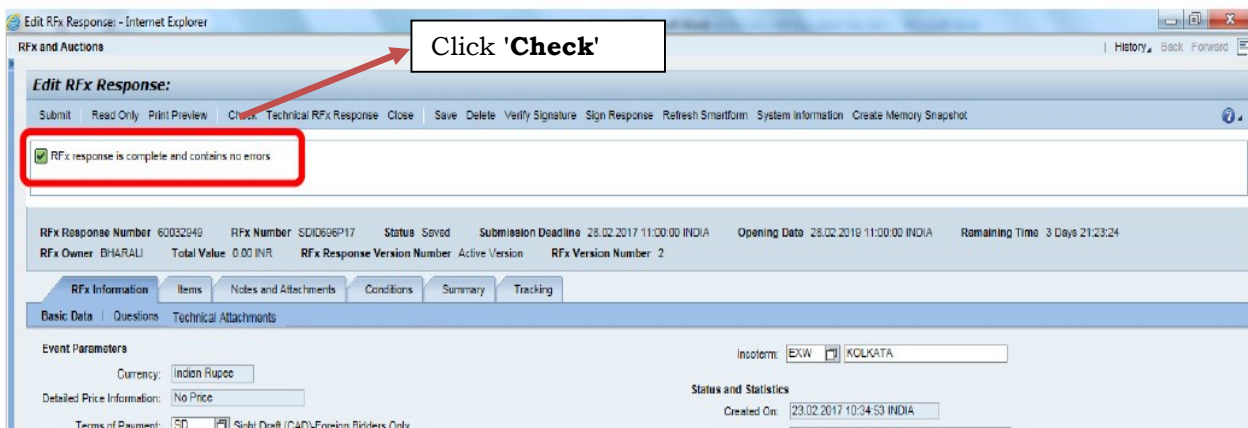 Edit RFx Response: - Internet Explorer
Click 'Check'
RFx and Auctions
History Back Forward
Edit RFx Response:
Submit Read Only Print Preview Check Technical RFx Response Close Save Delete Verify Signature Sign Response Refresh Smartform System Information Create Memory Snapshot
RFx response is complete and contains no errors
RFx Response Number 60032949 RFx Number SDI0696P17 Status Saved Submission Deadline 28.02.2017 11:00:00 INDIA Opening Date 28.02.2019 11:00:00 INDIA Remaining Time 3 Days 21:23:24
RFx Owner BHARALI Total Value 0.00 INR RFx Response Version Number Active Version RFx Version Number 2
RFx Information Items Notes and Attachments Conditions Summary Tracking
Basic Data Questions Technical Attachments
Event Parameters
Incoterm: EXW KOLKATA
Currency: Indian Rupee
Status and Statistics
Detailed Price Information: No Price
Created On: 23.02.2017 10:34:53 INDIA
Terms of Payment: SD Sight Draft (CAD)-Foreign Bidders Only